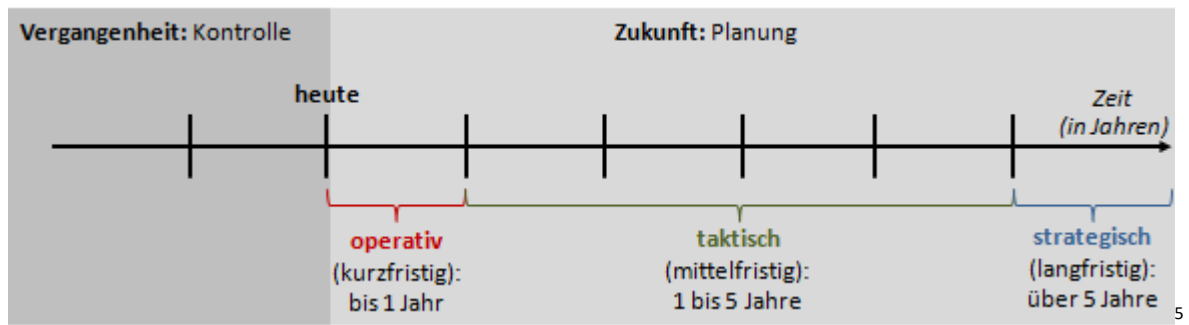 Vergangenheit: Kontrolle
Zukunft: Planung
heute
Zeit
(in Jahren)
operativ
(kurzfristig):
bis 1 Jahr
taktisch
(mittelfristig):
1 bis 5 Jahre
strategisch
(langfristig):
über 5 Jahre
5